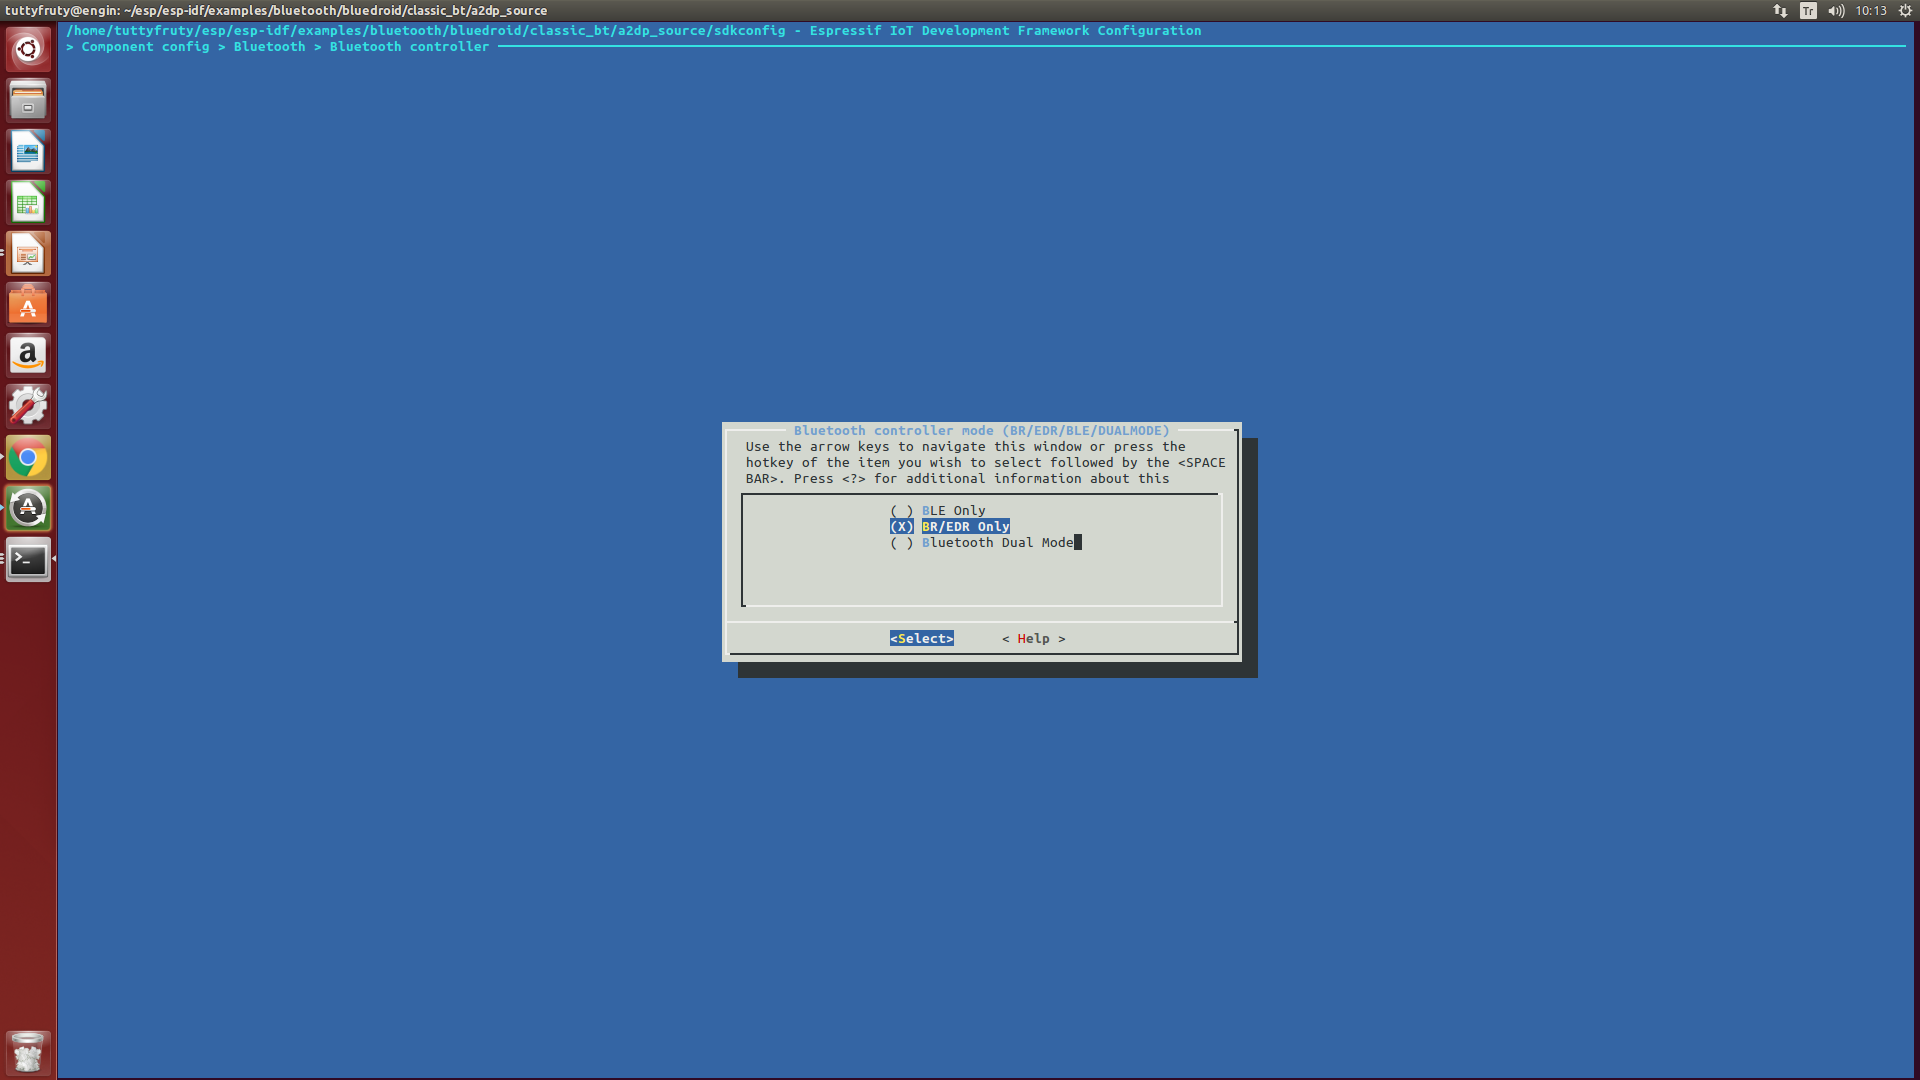 tuttyfruty@engin: ~/esp/esp-idf/examples/bluetooth/bluedroid/classic_bt/a2dp_source
Tr
10:13
/home/tuttyfruty/esp/esp-idf/examples/bluetooth/bluedroid/classic_bt/a2dp_source/sdkconfig - Espressif IoT Development Framework Configuration
> Component config > Bluetooth > Bluetooth controller
Bluetooth controller mode (BR/EDR/BLE/DUALMODE)
Use the arrow keys to navigate this window or press the
hotkey of the item you wish to select followed by the <SPACE
BAR>. Press <?> for additional information about this
( ) BLE Only
(X) BR/EDR Only
( ) Bluetooth Dual Mode
<Select> < Help >